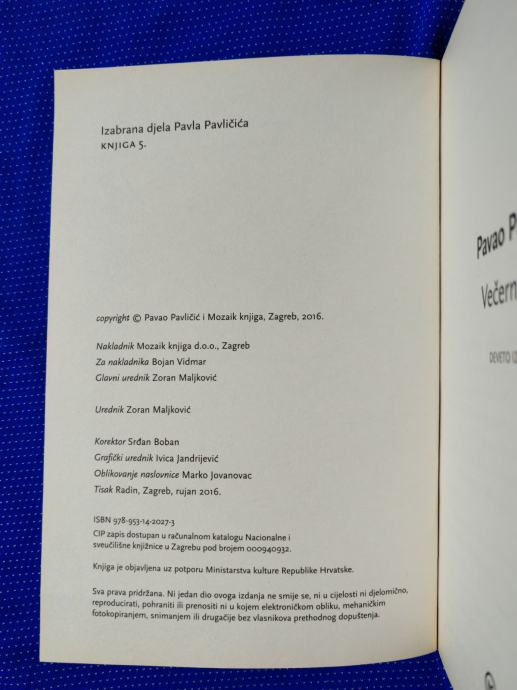 Izabrana djela Pavla Pavličića
KNJIGA 5.
copyright © Pavao Pavličić i Mozaik knjiga, Zagreb, 2016.
Nakladnik Mozaik knjiga d.o.o., Zagreb
Za nakladnika Bojan Vidmar
Glavni urednik Zoran Maljković
Urednik Zoran Maljković
Korektor Srđan Boban
Grafički urednik Ivica Jandrijević
Oblikovanje naslovnice Marko Jovanovac
Tisak Radin, Zagreb, rujan 2016.
ISBN 978-953-14-2027-3
CIP zapis dostupan u računalnom katalogu Nacionalne i
sveučilišne knjižnice u Zagrebu pod brojem 000940932.
Knjiga je objavljena uz potporu Ministarstva kulture Republike Hrvatske.
Sva prava pridržana. Ni jedan dio ovoga izdanja ne smije se, ni u cijelosti ni djelomično,
reproducirati, pohraniti ili prenositi ni u kojem elektroničkom obliku, mehaničkim
fotokopiranjem, snimanjem ili drugačije bez vlasnikova prethodnog dopuštenja.
Pavao P
Večern
DEVETO IZ